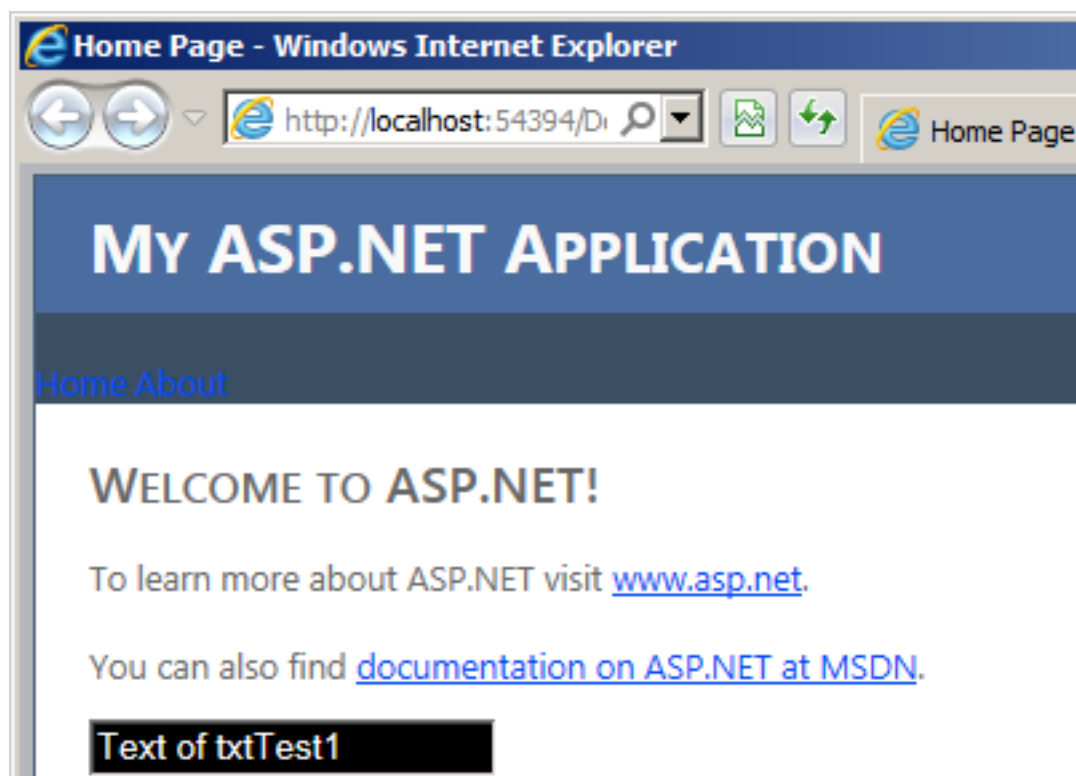 Home Page - Windows Internet Explorer
http://localhost:54394/D
Home Page
MY ASP.NET APPLICATION
Home About
WELCOME TO ASP.NET!
To learn more about ASP.NET visit www.asp.net.
You can also find documentation on ASP.NET at MSDN.
Text of txtTest1